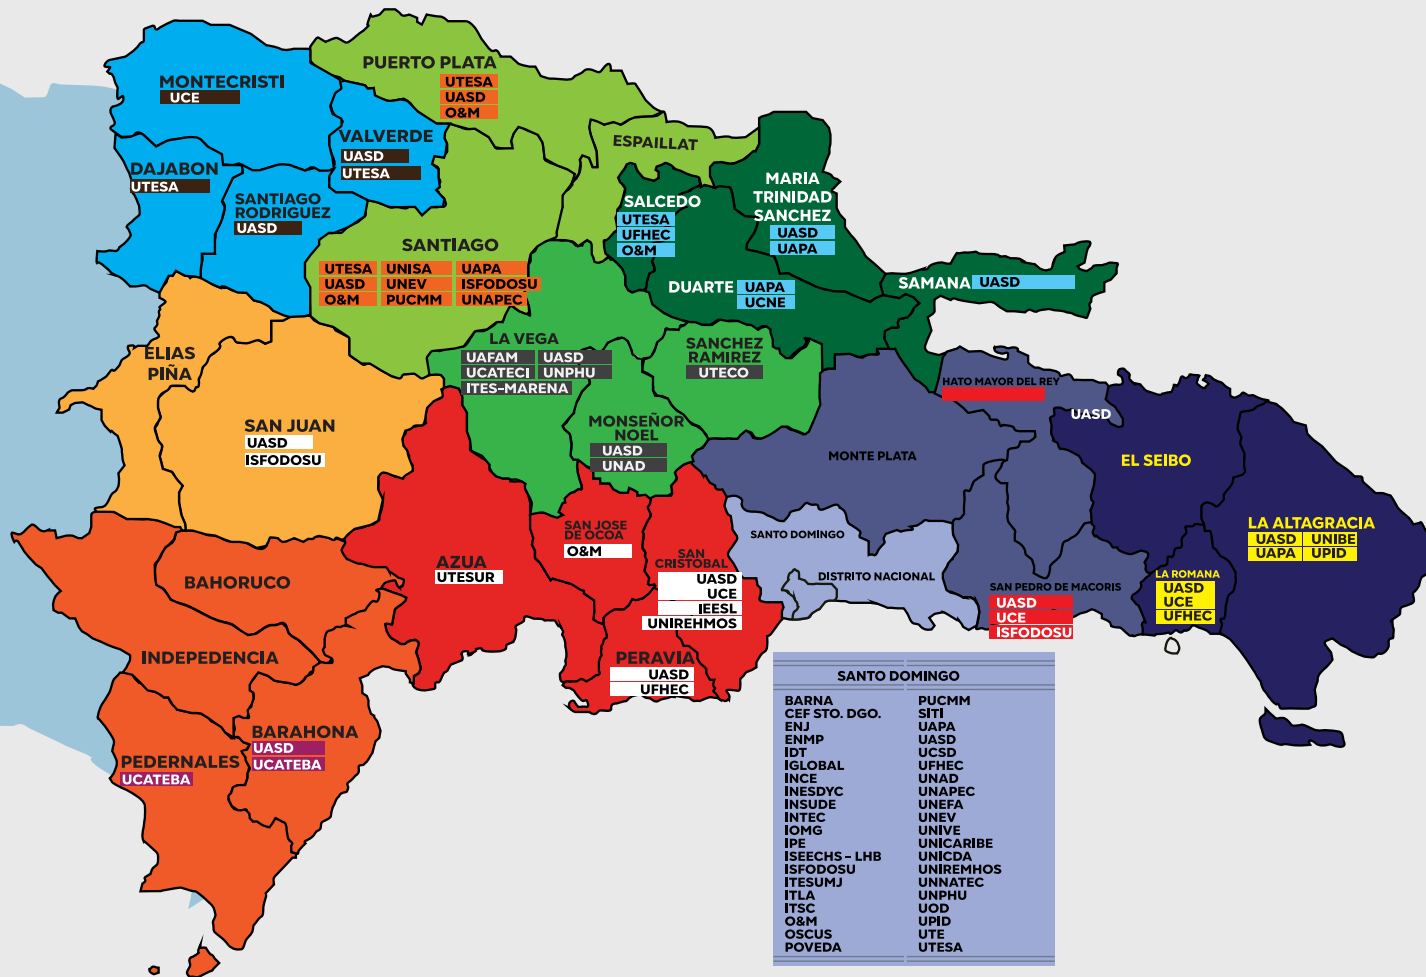 PUERTO PLATA
UTESA
UASD
O&M
MONTECRISTI
UCE
VALVERDE
UASD
UTESA
DAJABON
UTESA
SANTIAGO
RODRIGUEZ
UASD
ESPAILLAT
SANTIAGO
UTESA UNISA UAPA
UASD UNEV ISFODOSU
O&M PUCMM UNAPEC
SALCEDO
UTESA
UFHEC
O&M
MARIA
TRINIDAD
SANCHEZ
UASD
UAPA
DUARTE UAPA
UCNE
SAMANA UASD
ELIAS
PIÑA
LA VEGA
UAFAM UASD
UCATECI UNPHU
ITES-MARENA
SANCHEZ
RAMIREZ
UTECO
HATO MAYOR DEL REY
UASD
SAN JUAN
UASD
ISFODOSU
MONSEÑOR
NOEL
UASD
UNAD
MONTE PLATA
EL SEIBO
LA ALTAGRACIA
UASD UNIBE
UAPA UPID
AZUA
UTESUR
SAN JOSE
DE OCOA
O&M
SAN
CRISTOBAL
UASD
UCE
IEESL
UNIREHMOS
SANTO DOMINGO
DISTRITO NACIONAL
SAN PEDRO DE MACORIS
UASD
UCE
ISFODOSU
LA ROMANA
UASD
UCE
UFHEC
BAHORUCO
INDEPEDENCIA
PERAVIA
UASD
UFHEC
BARAHONA
UASD
UCATEBA
PEDERNALES
UCATEBA
SANTO DOMINGO
BARNA PUCMM
CEF STO. DGO. SITI
ENJ UAPA
ENMP UASD
IDT UCSD
IGLOBAL UFHEC
INCE UNAD
INESDYC UNAPEC
INSUDE UNEFA
INTEC UNEV
IOMG UNIVE
IPE UNICARIBE
ISEECHS - LHB UNICDA
ISFODOSU UNIREMHOS
ITESUMJ UNNATEC
ITLA UNPHU
ITSC UOD
O&M UPID
OSCUS UTE
POVEDA UTESA